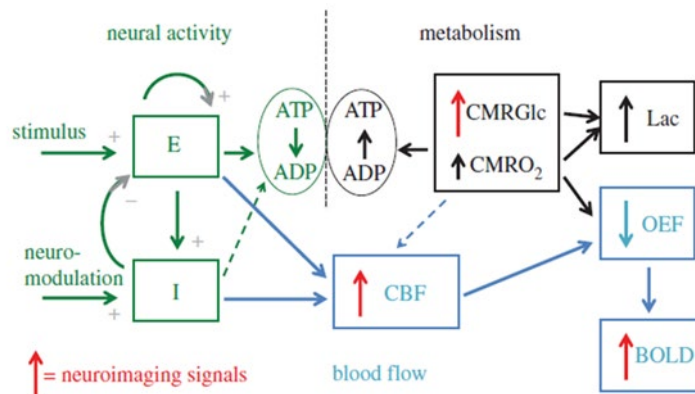 neural activity
metabolism
stimulus
+
+
E
ATP
ADP
ATP
ADP
CMRGlc
CMRO₂
Lac
−
+
neuro-
modulation
+
I
CBF
OEF
BOLD
= neuroimaging signals
blood flow